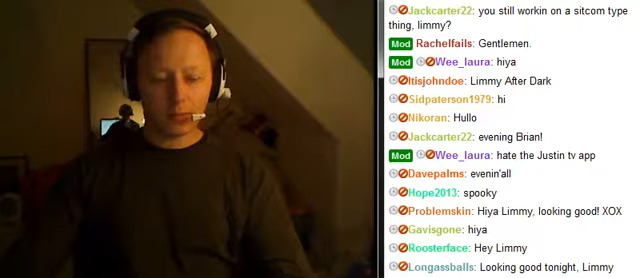 Jackcarter22: you still workin on a sitcom type
thing, limmy?
Mod Rachelfails: Gentlemen.
Mod Wee_laura: hiya
Itisjohndoe: Limmy After Dark
Sidpaterson1979: hi
Nikoran: Hullo
Jackcarter22: evening Brian!
Mod Wee_laura: hate the Justin tv app
Davepalms: evenin'all
Hope2013: spooky
Problemskin: Hiya Limmy, looking good! XOX
Gavisgone: hiya
Roosterface: Hey Limmy
Longassballs: Looking good tonight, Limmy